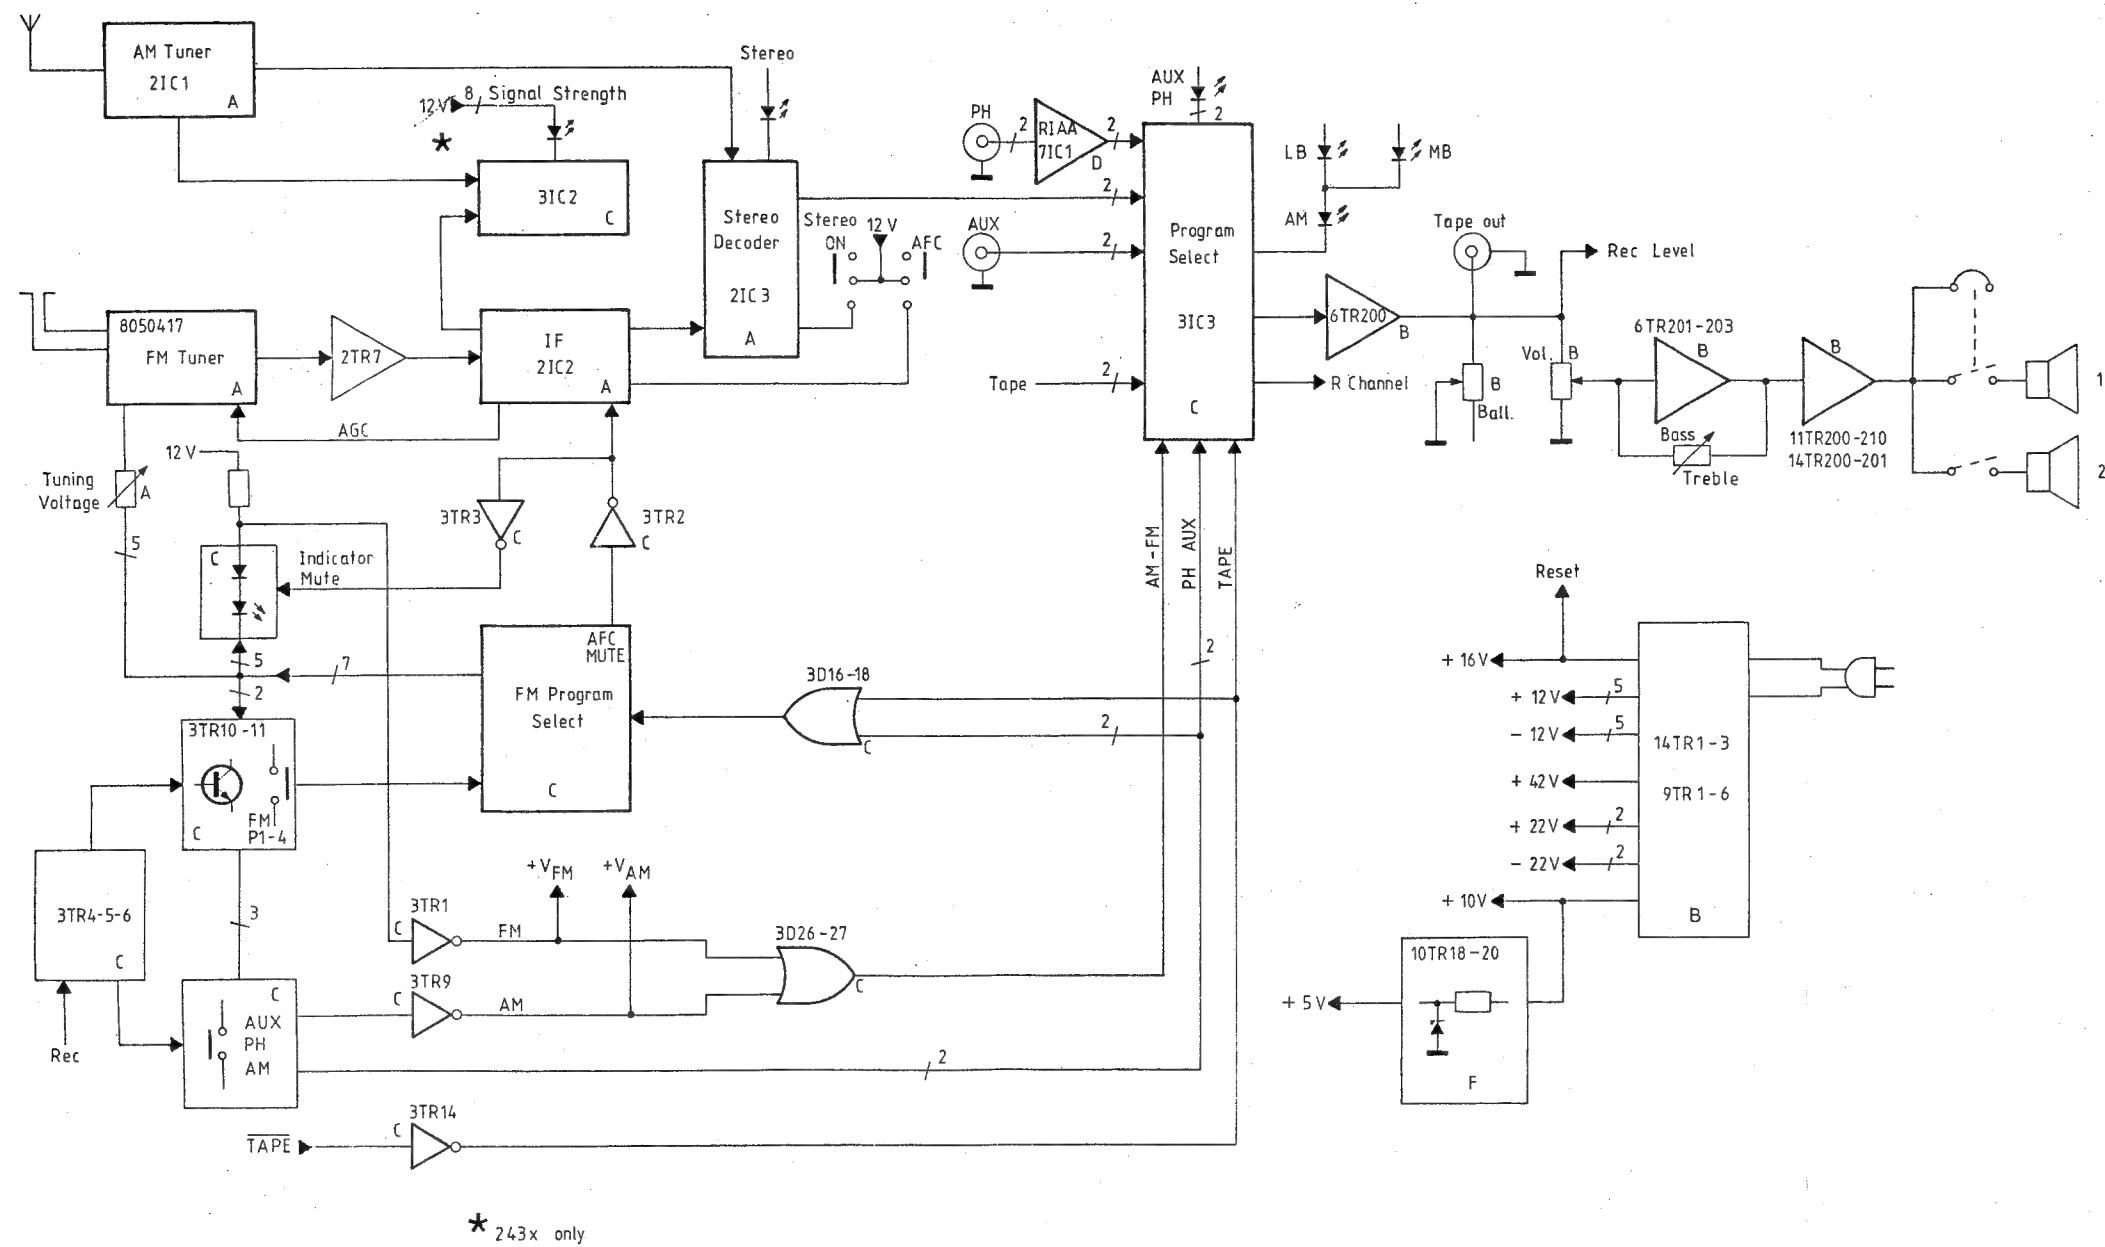 AM Tuner
2IC1
A
12V
8
Signal Strength
*
3IC2
C
Stereo
Stereo
Decoder
2IC3
A
Stereo
ON
12V
AFC
8050417
FM Tuner
A
2TR7
IF
2IC2
A
AGC
PH
2
RIAA
7IC1
D
2
AUX
PH
2
2
AUX
2
Tape
2
Program
Select
3IC3
C
LB
MB
AM
6TR200
B
R Channel
Tape out
Rec Level
B
Ball.
Vol.
B
6TR201-203
B
Bass
Treble
B
11TR200-210
14TR200-201
1
2
Tuning
Voltage
A
5
12V
C
Indicator
Mute
3TR3
C
3TR2
C
5
7
2
AFC
MUTE
FM Program
Select
C
3D16-18
C
2
AM-FM
PH AUX
TAPE
2
3TR10-11
FM
P1-4
C
3TR4-5-6
C
Rec
3
C
AUX
PH
AM
3TR1
C
FM
+VFM
+VAM
3TR9
C
AM
3D26-27
C
2
3TR14
C
TAPE
Reset
+ 16V
+ 12V
5
- 12V
5
+ 42V
+ 22V
2
- 22V
2
+ 10V
14TR1-3
9TR1-6
B
10TR18-20
+ 5V
F
* 243x only